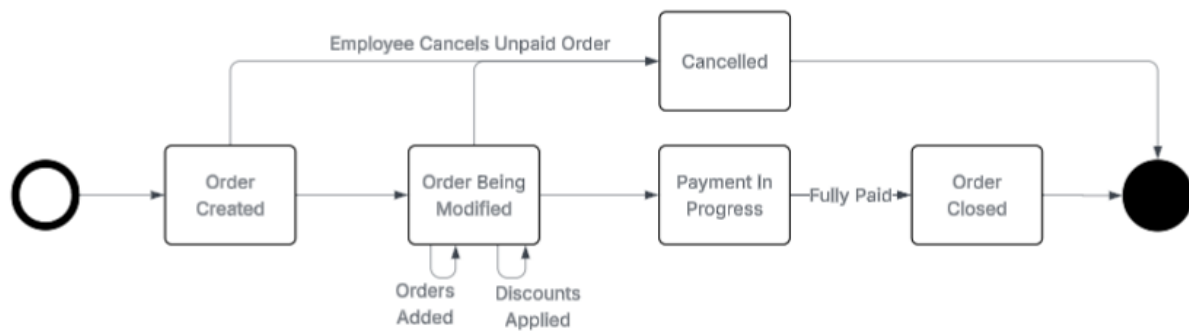 Employee Cancels Unpaid Order
Cancelled
Order
Created
Order Being
Modified
Payment In
Progress
Fully Paid
Order
Closed
Orders
Added
Discounts
Applied